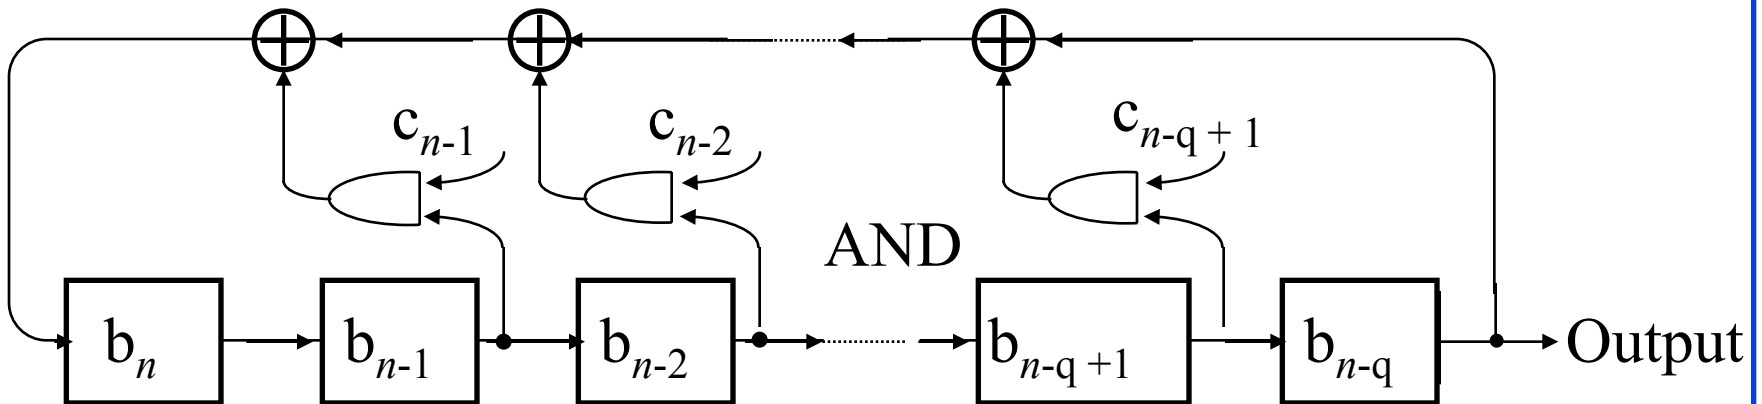 c_{n-1} c_{n-2} c_{n-q + 1}
AND
b_n b_{n-1} b_{n-2} b_{n-q +1} b_{n-q} Output